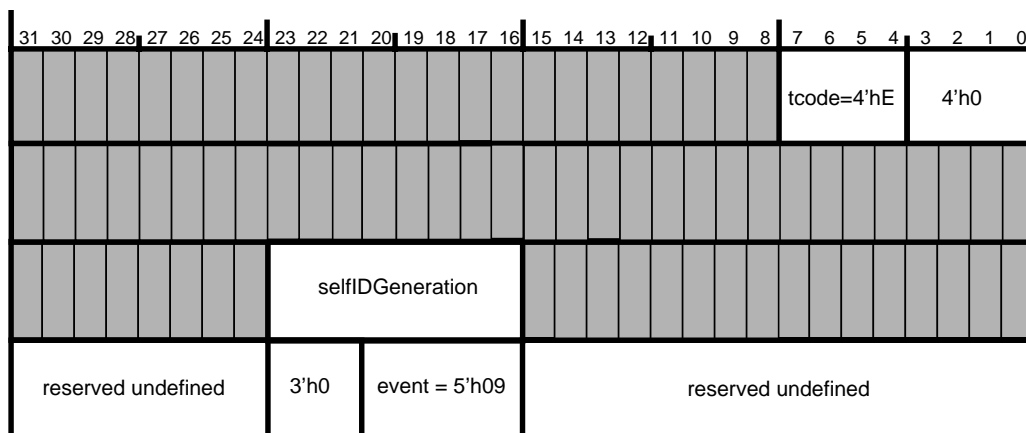 31 30 29 28 27 26 25 24 23 22 21 20 19 18 17 16 15 14 13 12 11 10 9 8 7 6 5 4 3 2 1 0
tcode=4’hE 4’h0
selfIDGeneration
reserved undefined 3’h0 event = 5’h09 reserved undefined